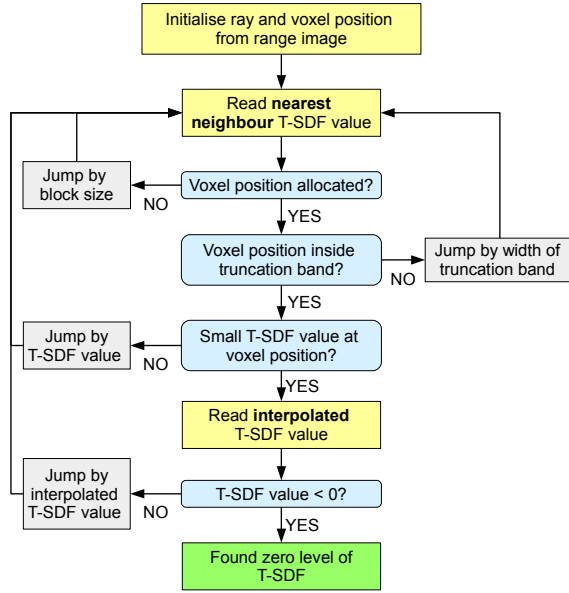 Initialise ray and voxel position
from range image
Read nearest
neighbour T-SDF value
Jump by
block size
NO
Voxel position allocated?
YES
Voxel position inside
truncation band?
NO
Jump by width of
truncation band
YES
Jump by
T-SDF value
NO
Small T-SDF value at
voxel position?
YES
Read interpolated
T-SDF value
Jump by
interpolated
T-SDF value
NO
T-SDF value < 0?
YES
Found zero level of
T-SDF